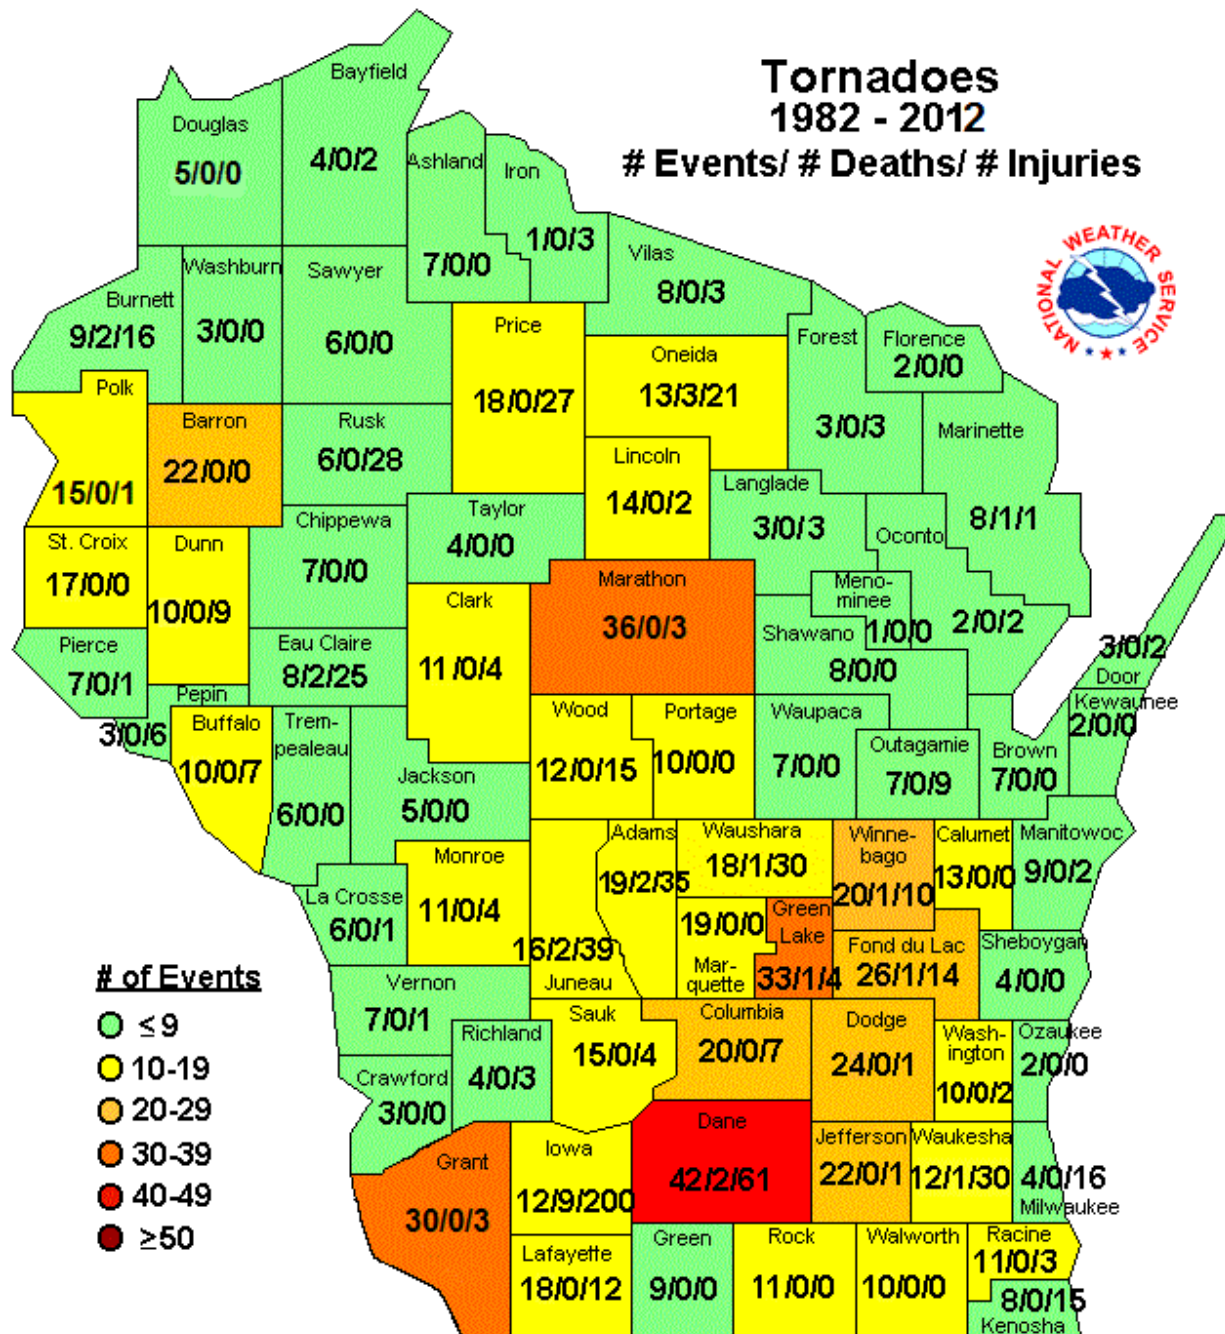 Tornadoes
1982 - 2012
# Events/ # Deaths/ # Injuries
NATIONAL WEATHER SERVICE
Bayfield
4/0/2
Douglas
5/0/0
Ashland
7/0/0
Iron
1/0/3
Vilas
8/0/3
Burnett
9/2/16
Washburn
3/0/0
Sawyer
6/0/0
Price
18/0/27
Oneida
13/3/21
Forest
3/0/3
Florence
2/0/0
Polk
15/0/1
Barron
22/0/0
Rusk
6/0/28
Lincoln
14/0/2
Langlade
3/0/3
Marinette
8/1/1
Oconto
2/0/2
St. Croix
17/0/0
Dunn
10/0/9
Chippewa
7/0/0
Taylor
4/0/0
Clark
11/0/4
Marathon
36/0/3
Meno-
minee
1/0/0
Shawano
8/0/0
3/0/2
Door
Pierce
7/0/1
Pepin
3/0/6
Eau Claire
8/2/25
Buffalo
10/0/7
Trem-
pealeau
6/0/0
Jackson
5/0/0
Wood
12/0/15
Portage
10/0/0
Waupaca
7/0/0
Outagamie
7/0/9
Brown
7/0/0
Kewaunee
2/0/0
Monroe
11/0/4
Adams
19/2/35
Waushara
18/1/30
Winne-
bago
20/1/10
Calumet
13/0/0
Manitowoc
9/0/2
La Crosse
6/0/1
16/2/39
Juneau
19/0/0
Mar-
quette
Green
Lake
33/1/4
Fond du Lac
26/1/14
Sheboygan
4/0/0
Vernon
7/0/1
Richland
4/0/3
Sauk
15/0/4
Columbia
20/0/7
Dodge
24/0/1
Wash-
ington
10/0/2
Ozaukee
2/0/0
Crawford
3/0/0
Grant
30/0/3
Iowa
12/9/200
Dane
42/2/61
Jefferson
22/0/1
Waukesha
12/1/30
4/0/16
Milwaukee
Lafayette
18/0/12
Green
9/0/0
Rock
11/0/0
Walworth
10/0/0
Racine
11/0/3
8/0/15
Kenosha
# of Events
≤ 9
10-19
20-29
30-39
40-49
≥50